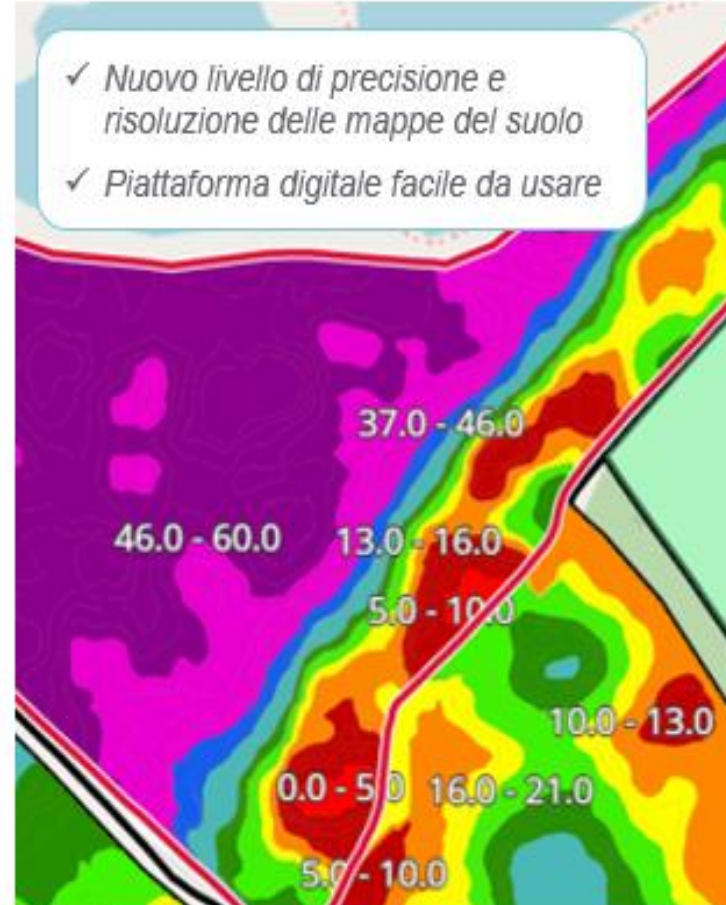 ✓ Nuovo livello di precisione e
risoluzione delle mappe del suolo
✓ Piattaforma digitale facile da usare
37.0 - 46.0
46.0 - 60.0
13.0 - 16.0
5.0 - 10.0
10.0 - 13.0
0.0 - 5.0
16.0 - 21.0
5.0 - 10.0